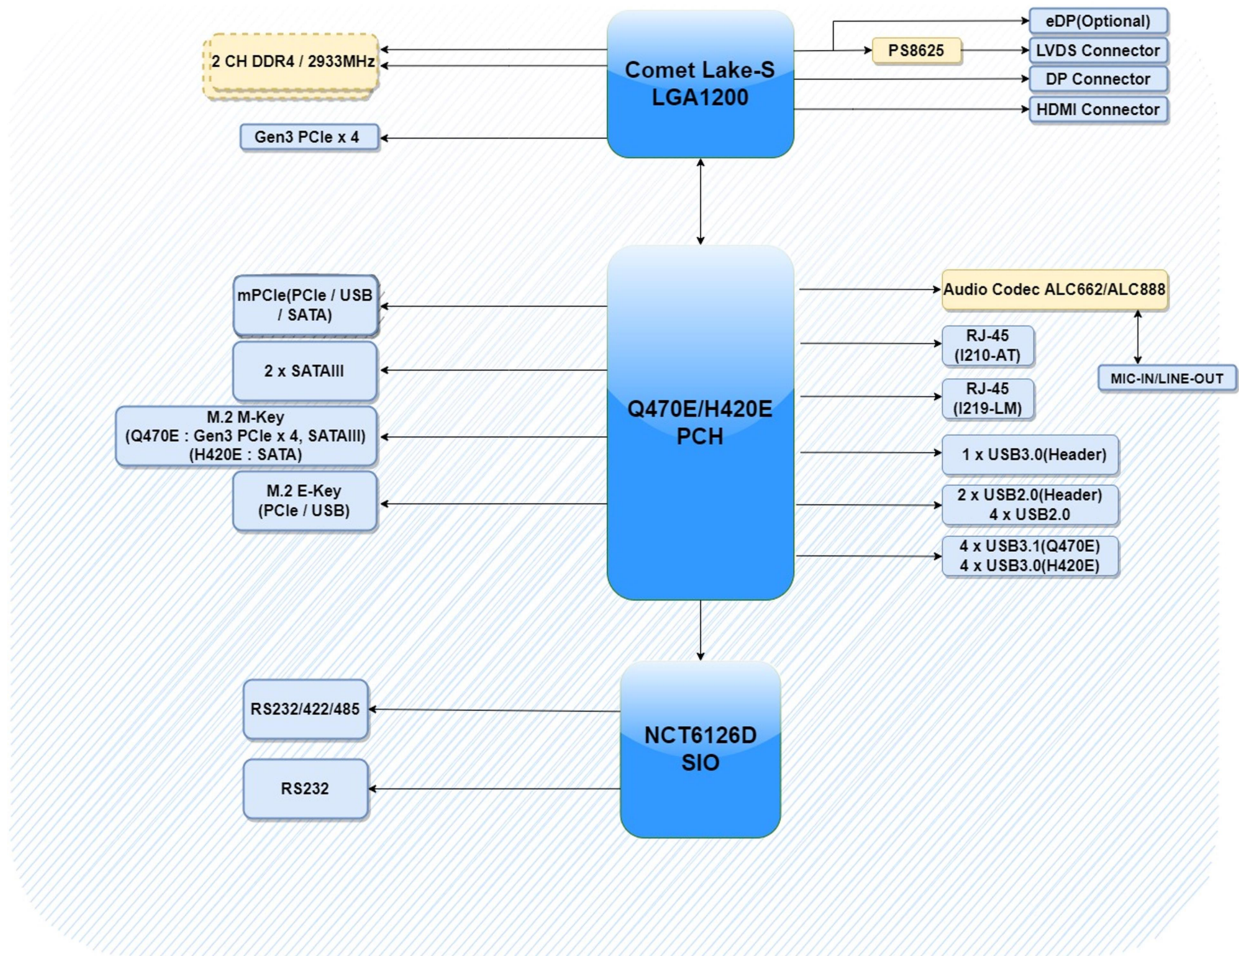 2 CH DDR4 / 2933MHz
Gen3 PCIe x 4
Comet Lake-S
LGA1200
eDP(Optional)
PS8625
LVDS Connector
DP Connector
HDMI Connector
mPCIe(PCIe / USB
/ SATA)
2 x SATAIII
M.2 M-Key
(Q470E : Gen3 PCIe x 4, SATAIII)
(H420E : SATA)
M.2 E-Key
(PCIe / USB)
Q470E/H420E
PCH
Audio Codec ALC662/ALC888
MIC-IN/LINE-OUT
RJ-45
(I210-AT)
RJ-45
(I219-LM)
1 x USB3.0(Header)
2 x USB2.0(Header)
4 x USB2.0
4 x USB3.1(Q470E)
4 x USB3.0(H420E)
RS232/422/485
RS232
NCT6126D
SIO